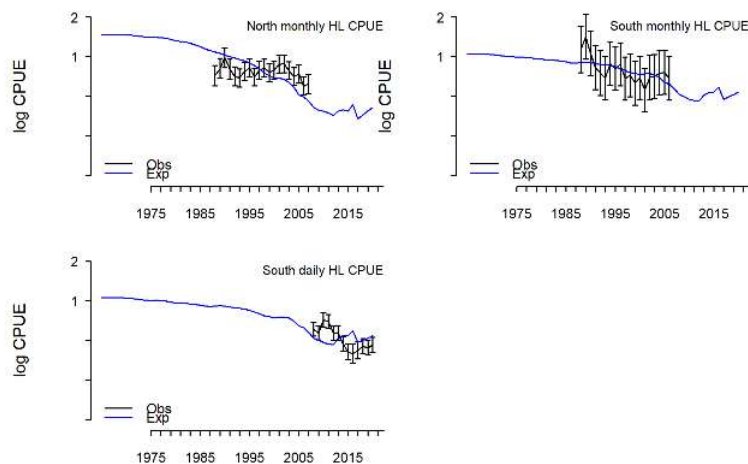 North monthly HL CPUE
2
1
log CPUE
Obs
Exp
1975 1985 1995 2005 2015
South monthly HL CPUE
2
1
log CPUE
Obs
Exp
1975 1985 1995 2005 2015
South daily HL CPUE
2
1
log CPUE
Obs
Exp
1975 1985 1995 2005 2015